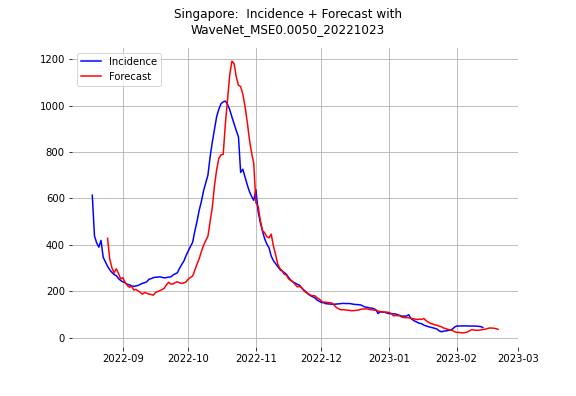 Singapore:  Incidence + Forecast with
WaveNet_MSE0.0050_20221023
Incidence
Forecast
1200
1000
800
600
400
200
0
2022-09 2022-10 2022-11 2022-12 2023-01 2023-02 2023-03